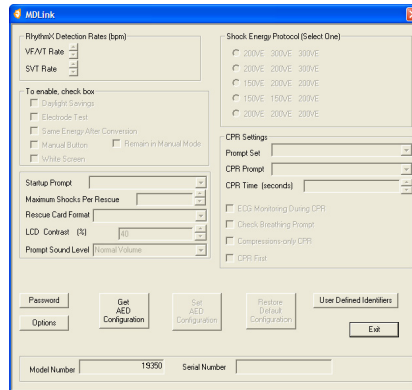 MDLink
RhythmX Detection Rates (bpm)
VF/VT Rate
SVT Rate
To enable, check box
Daylight Savings
Electrode Test
Same Energy After Conversion
Manual Button
Remain in Manual Mode
White Screen
Startup Prompt
Maximum Shocks Per Rescue
Rescue Card Format
LCD Contrast (%) 40
Prompt Sound Level Normal Volume
Shock Energy Protocol (Select One)
200VE 300VE 300VE
200VE 200VE 300VE
150VE 200VE 200VE
150VE 150VE 200VE
200VE 200VE 200VE
CPR Settings
Prompt Set
CPR Prompt
CPR Time (seconds)
ECG Monitoring During CPR
Check Breathing Prompt
Compressions-only CPR
CPR First
Password
Options
Get
AED
Configuration
Set
AED
Configuration
Restore
Default
Configuration
User Defined Identifiers
Exit
Model Number 19350 Serial Number